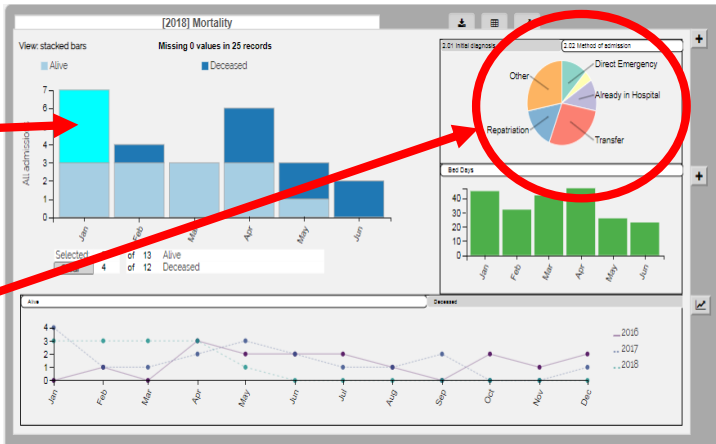 [2018] Mortality
View: stacked bars Missing 0 values in 25 records
Alive Deceased
All admissions
7
6
5
4
3
2
1
0
Jan Feb Mar Apr May Jun
Selected of 13 Alive
4 of 12 Deceased
2.01 Initial diagnosis 2.02 Method of admission
Other Direct Emergency
Already in Hospital
Repatriation
Transfer
Bed Days
40
30
20
10
0
Jan Feb Mar Apr May Jun
Alive Deceased
4
3
2
1
0
Jan Feb Mar Apr May Jun Jul Aug Sep Oct Nov Dec
2016
2017
2018